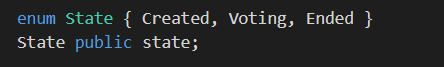 enum State { Created, Voting, Ended }
State public state;